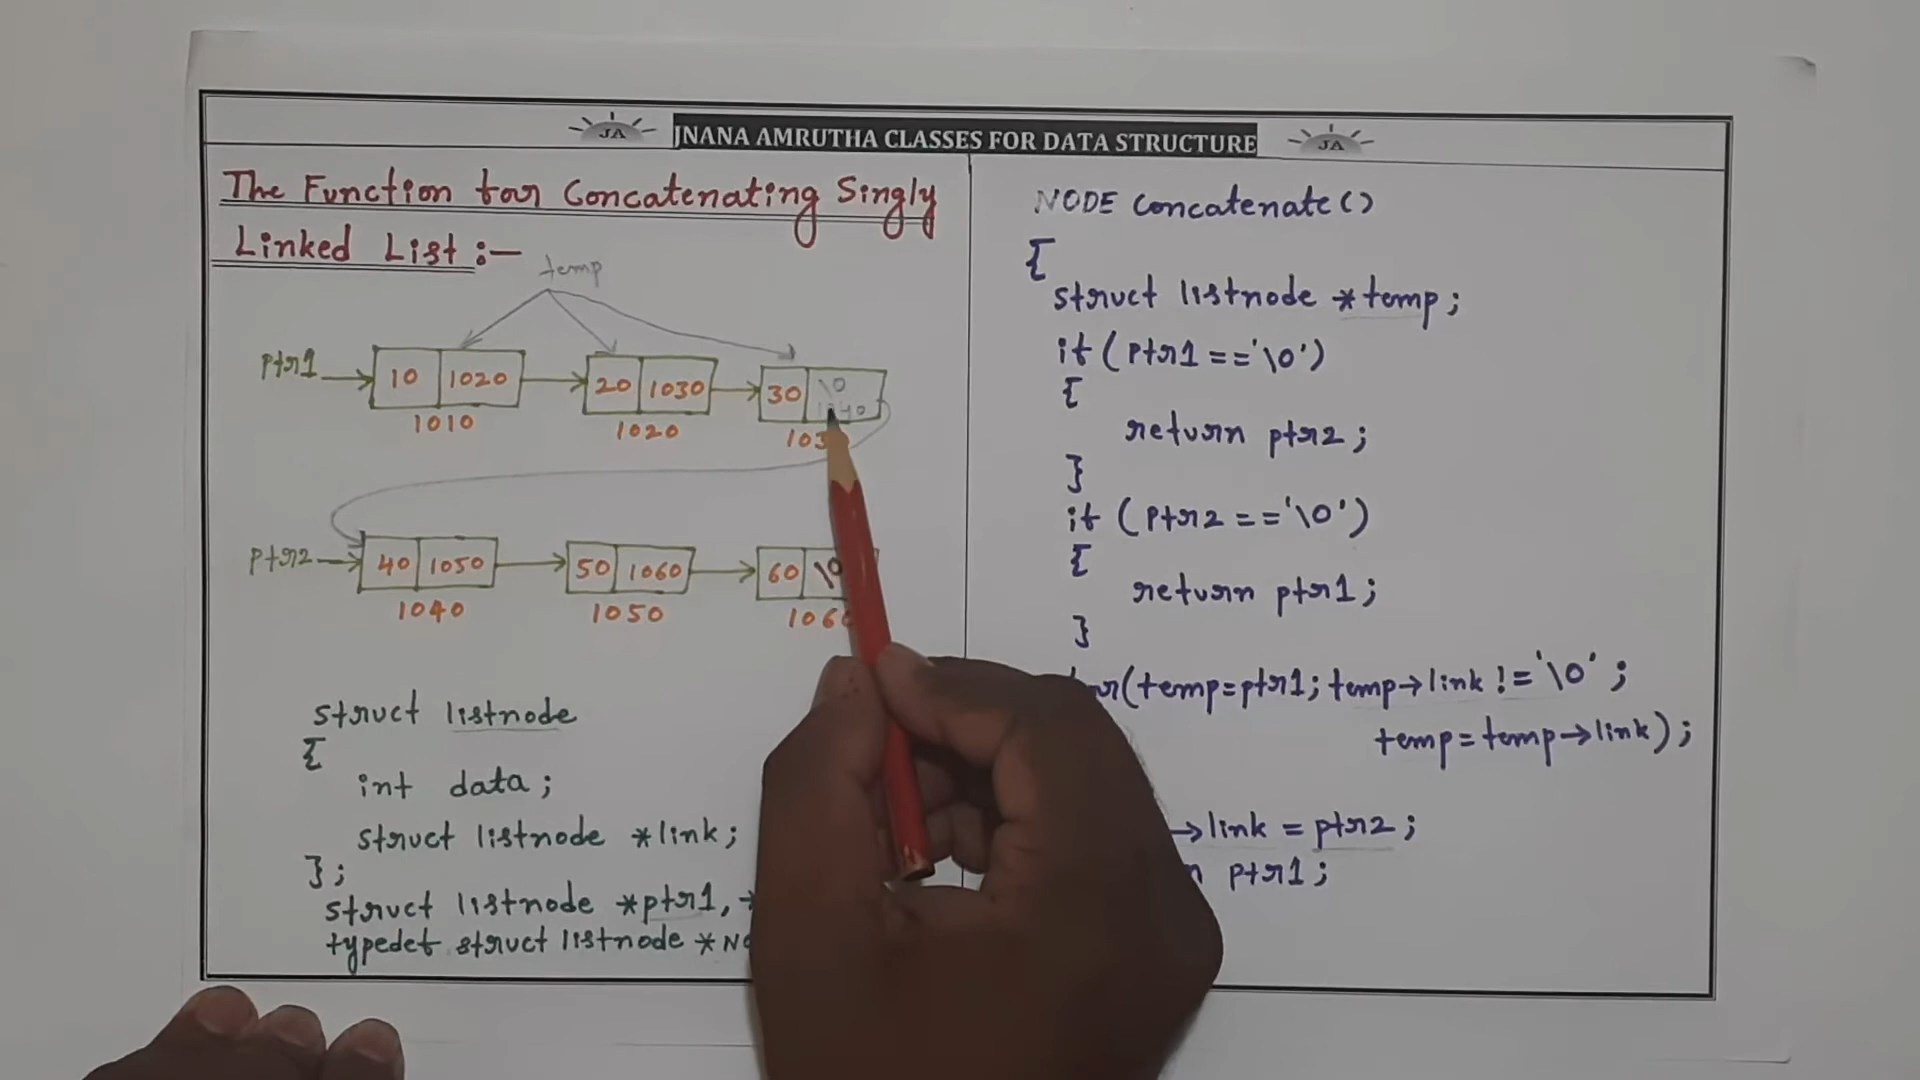 JA JNANA AMRUTHA CLASSES FOR DATA STRUCTURE JA
The Function for Concatenating Singly
Linked List :-
temp
ptr1
10 1020
20 1030
30 \0
1040
1010
1020
ptr2
40 1050
50 1060
60 \0
1040
1050
struct listnode
{
int data;
struct listnode *link;
};
struct listnode *ptr1,
typedef struct listnode
NODE concatenate()
{
struct listnode *temp;
if (ptr1=='\0')
{
return ptr2;
}
if (ptr2=='\0')
{
return ptr1;
}
(temp=ptr1; temp→link !='\0';
temp=temp→link);
→link = ptr2;
ptr1;